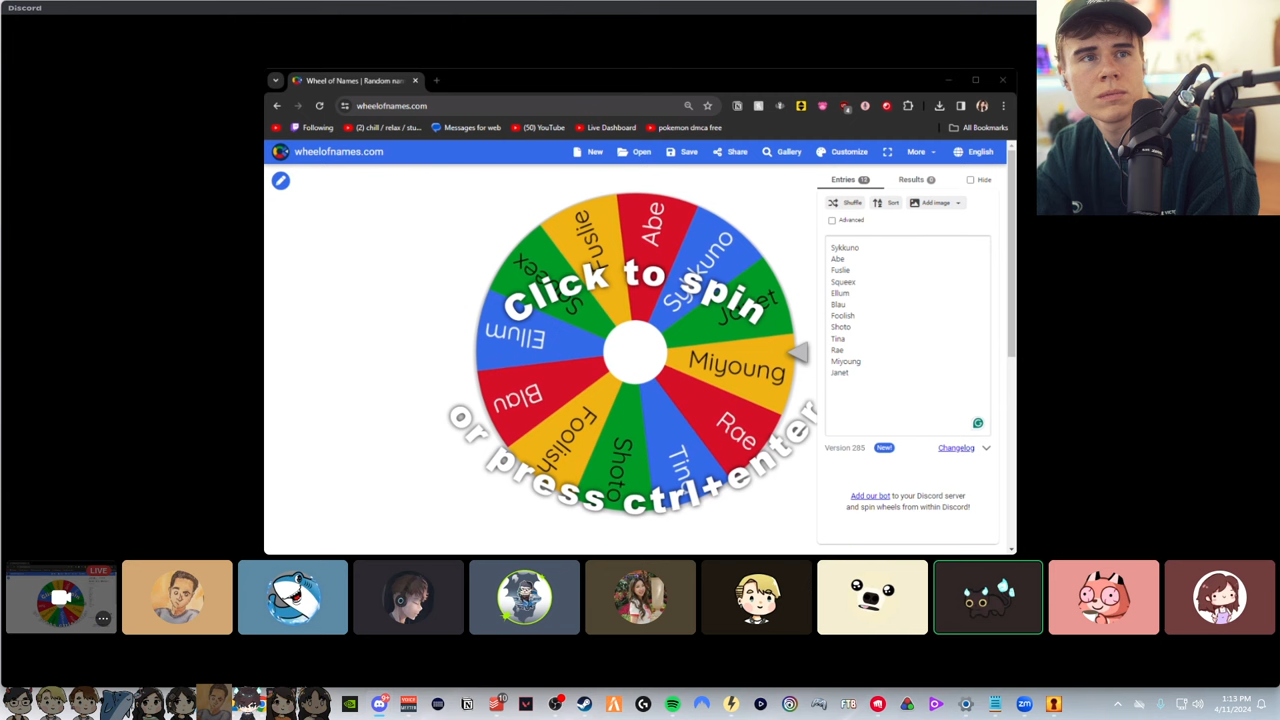 Discord
Wheel of Names | Random nam
wheelofnames.com
Following
(2) chill / relax / stu...
Messages for web
(50) YouTube
Live Dashboard
pokemon dmca free
All Bookmarks
wheelofnames.com
New
Open
Save
Share
Gallery
Customize
More
English
Entries 12
Results 0
Hide
Shuffle
Sort
Add image
Advanced
Abe
Sykkuno
Janet
Miyoung
Rae
Tina
Shoto
Foolish
Blau
Ellum
Squeex
Fuslie
Click to spin
or press ctrl+enter
Sykkuno
Abe
Fuslie
Squeex
Ellum
Blau
Foolish
Shoto
Tina
Rae
Miyoung
Janet
Version 285
New!
Changelog
Add our bot to your Discord server
and spin wheels from within Discord!
LIVE
1:13 PM
4/11/2024